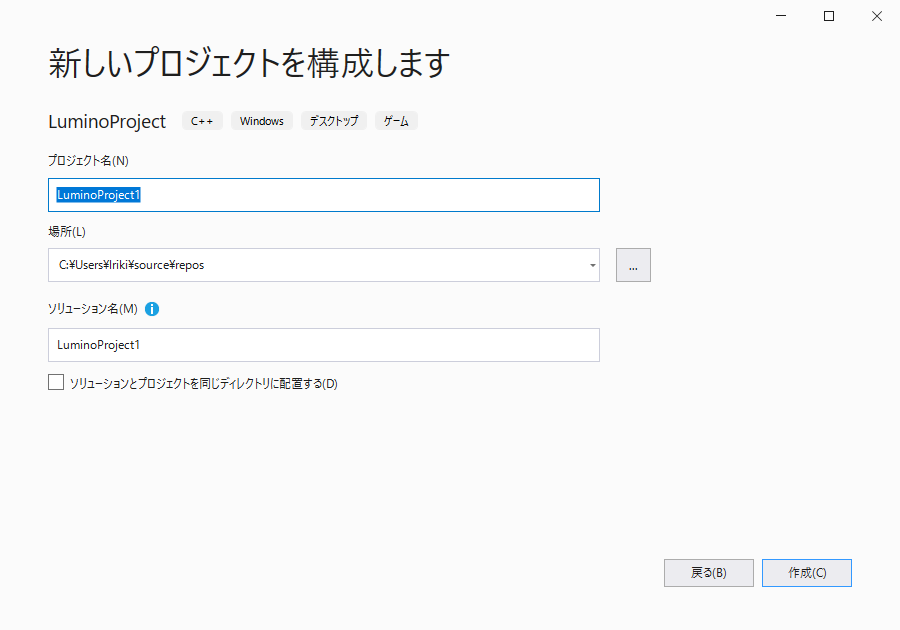 新しいプロジェクトを構成します
LuminoProject C++ Windows デスクトップ ゲーム
プロジェクト名(N)
LuminoProject1
場所(L)
C:¥Users¥lriki¥source¥repos
...
ソリューション名(M)
LuminoProject1
ソリューションとプロジェクトを同じディレクトリに配置する(D)
戻る(B) 作成(C)